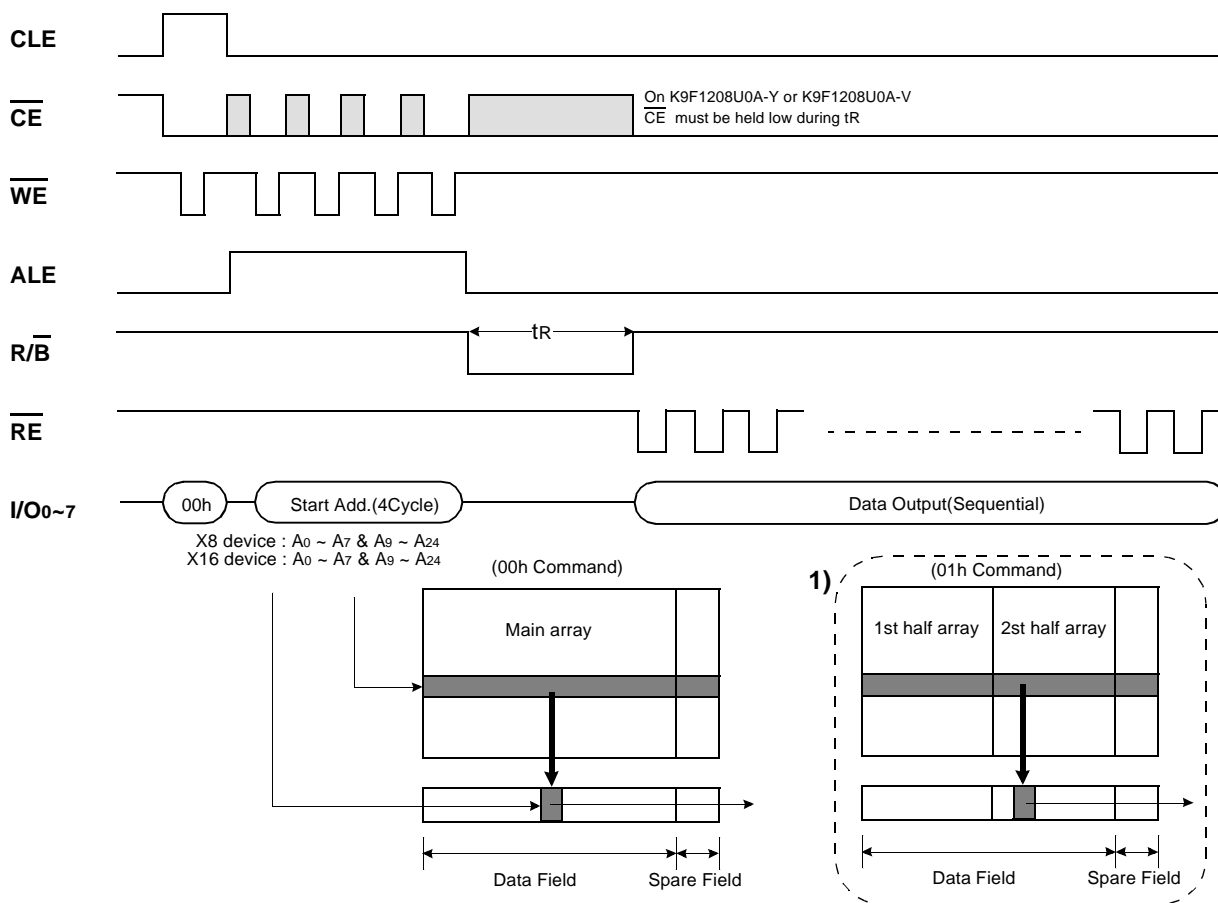 CLE
CE
On K9F1208U0A-Y or K9F1208U0A-V
CE must be held low during tR
WE
ALE
R/B
tR
RE
I/O0~7
00h
Start Add.(4Cycle)
Data Output(Sequential)
X8 device : A0 ~ A7 & A9 ~ A24
X16 device : A0 ~ A7 & A9 ~ A24
(00h Command)
Main array
Data Field
Spare Field
1)
(01h Command)
1st half array
2st half array
Data Field
Spare Field